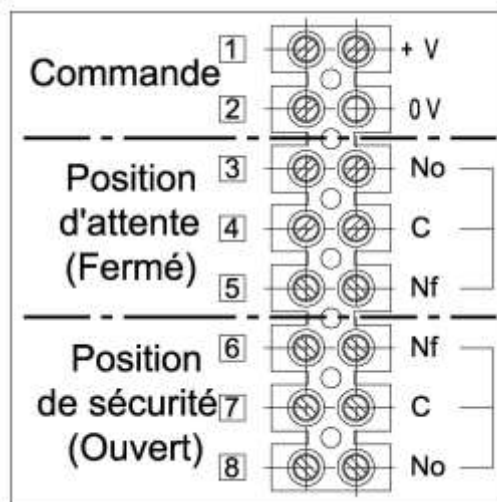 Commande
1 + V
2 0 V
Position d'attente (Fermé)
3 No
4 C
5 Nf
Position de sécurité (Ouvert)
6 Nf
7 C
8 No